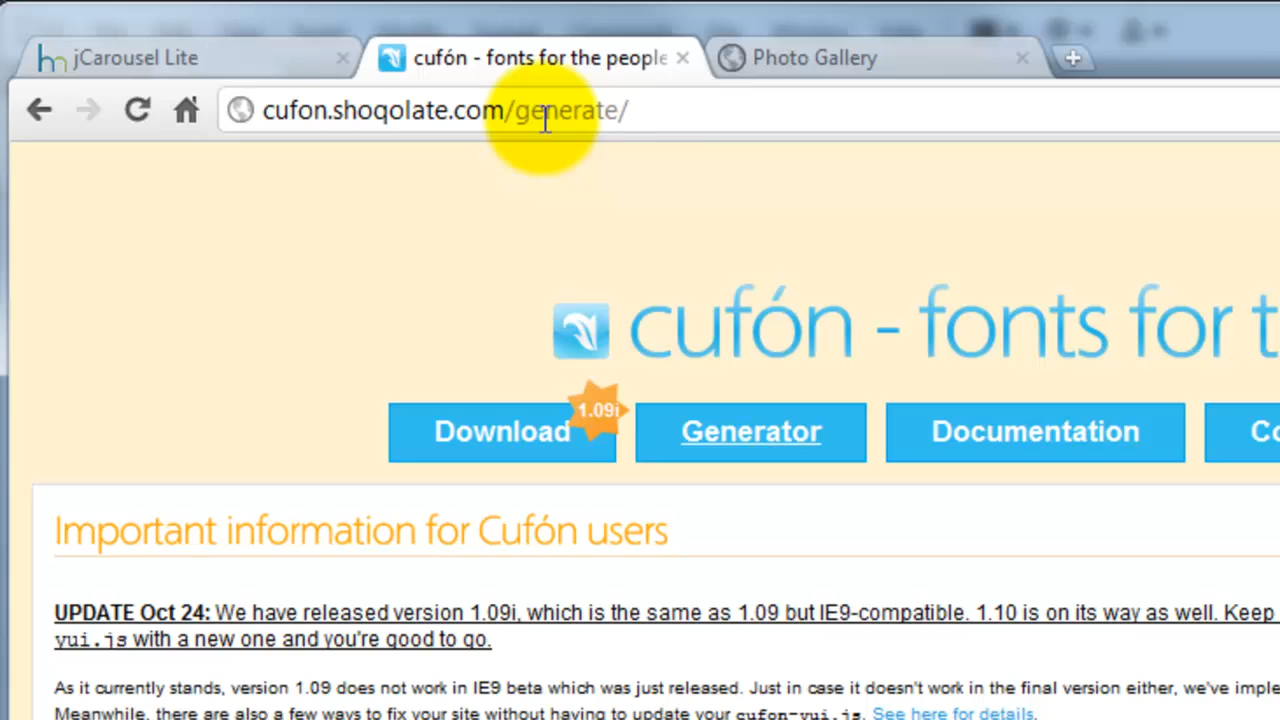 jCarousel Lite
cufón - fonts for the people
Photo Gallery
cufon.shoqolate.com/generate/
cufón - fonts for t
Download
1.09i
Generator
Documentation
Co
Important information for Cufón users
UPDATE Oct 24: We have released version 1.09i, which is the same as 1.09 but IE9-compatible. 1.10 is on its way as well. Keep
yui.js with a new one and you're good to go.
As it currently stands, version 1.09 does not work in IE9 beta which was just released. Just in case it doesn't work in the final version either, we've imple
Meanwhile, there are also a few ways to fix your site without having to update your cufon-yui.js. See here for details.